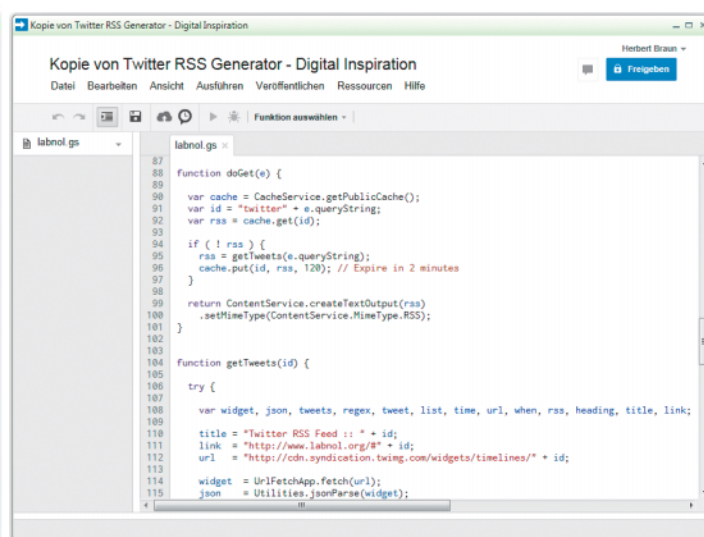 Kopie von Twitter RSS Generator - Digital Inspiration
Herbert Braun
Kopie von Twitter RSS Generator - Digital Inspiration
Freigeben
Datei Bearbeiten Ansicht Ausführen Veröffentlichen Ressourcen Hilfe
Funktion auswählen
labnol.gs
labnol.gs ×
87
88 function doGet(e) {
89
90 var cache = CacheService.getPublicCache();
91 var id = "twitter" + e.queryString;
92 var rss = cache.get(id);
93
94 if ( ! rss ) {
95 rss = getTweets(e.queryString);
96 cache.put(id, rss, 120); // Expire in 2 minutes
97 }
98
99 return ContentService.createTextOutput(rss)
100 .setMimeType(ContentService.MimeType.RSS);
101 }
102
103
104 function getTweets(id) {
105
106 try {
107
108 var widget, json, tweets, regex, tweet, list, time, url, when, rss, heading, title, link;
109
110 title = "Twitter RSS Feed :: " + id;
111 link = "http://www.labnol.org/#" + id;
112 url = "http://cdn.syndication.twimg.com/widgets/timelines/" + id;
113
114 widget = UrlFetchApp.fetch(url);
115 json = Utilities.jsonParse(widget);